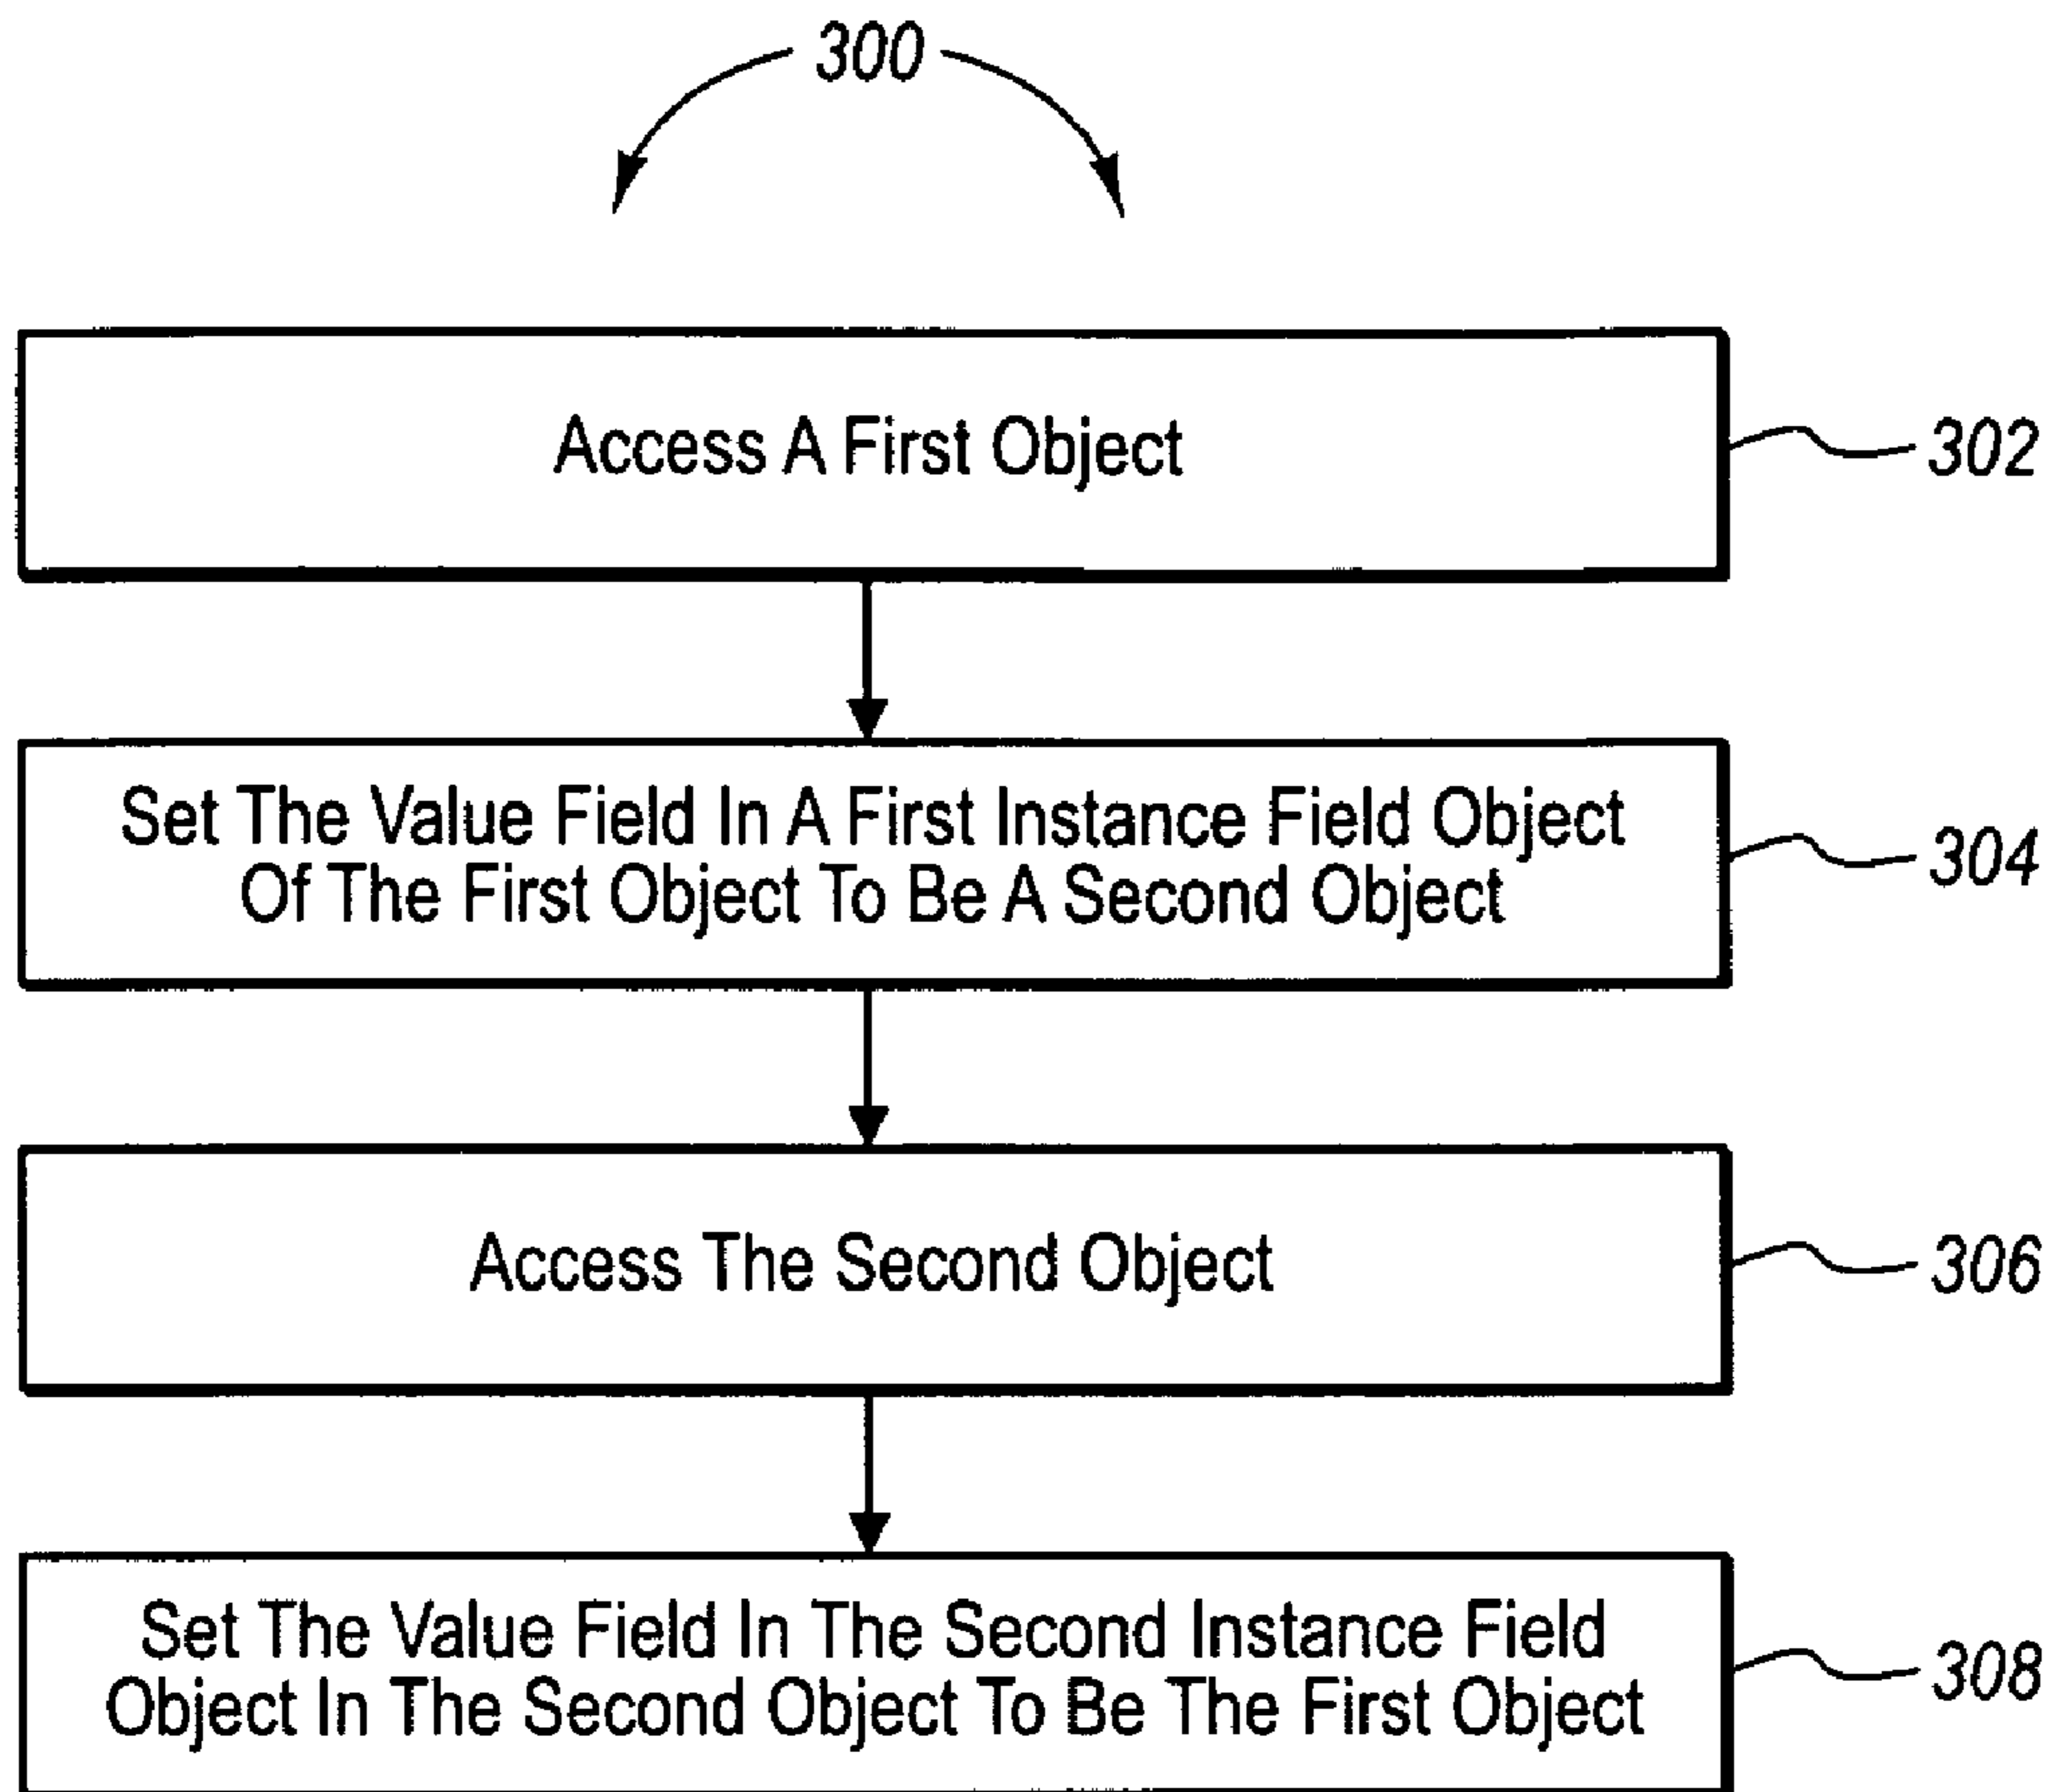 300
Access A First Object
302
Set The Value Field In A First Instance Field Object
Of The First Object To Be A Second Object
304
Access The Second Object
306
Set The Value Field In The Second Instance Field
Object In The Second Object To Be The First Object
308